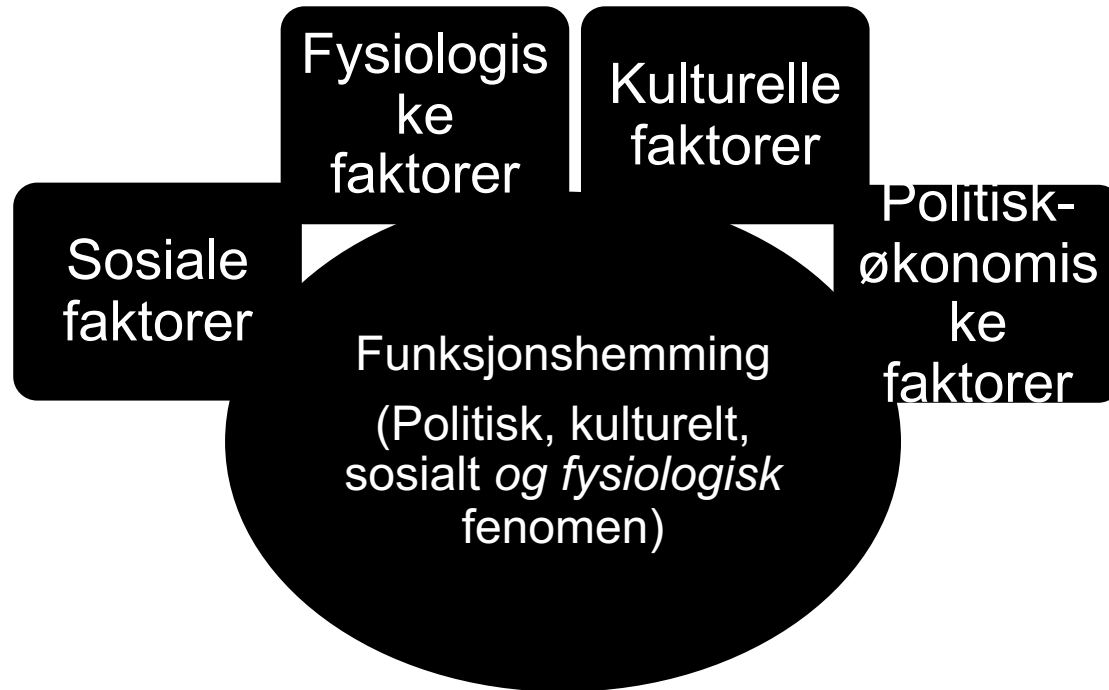 Sosiale
faktorer
Fysiologis
ke
faktorer
Kulturelle
faktorer
Politisk-
økonomis
ke
faktorer
Funksjonshemming
(Politisk, kulturelt,
sosialt og fysiologisk
fenomen)